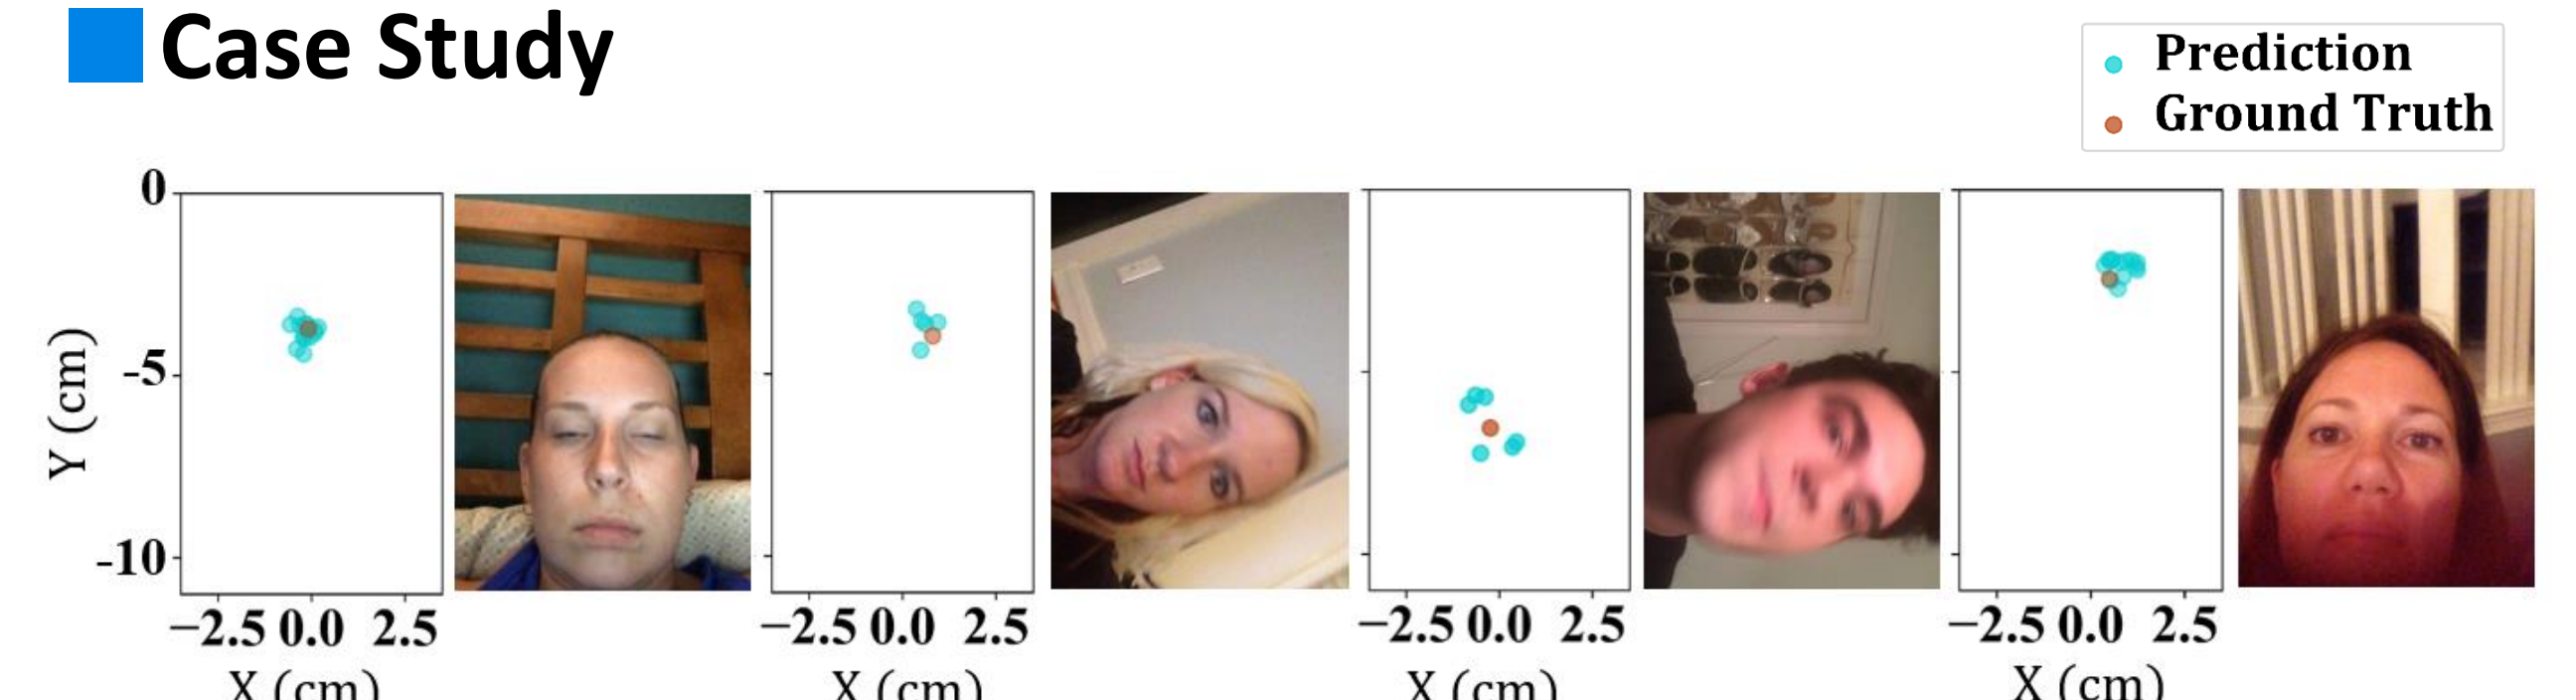 Case Study
Prediction
Ground Truth
0
-5
-10
Y (cm)
−2.5 0.0 2.5
X (cm)
−2.5 0.0 2.5
X (cm)
−2.5 0.0 2.5
X (cm)
−2.5 0.0 2.5
X (cm)